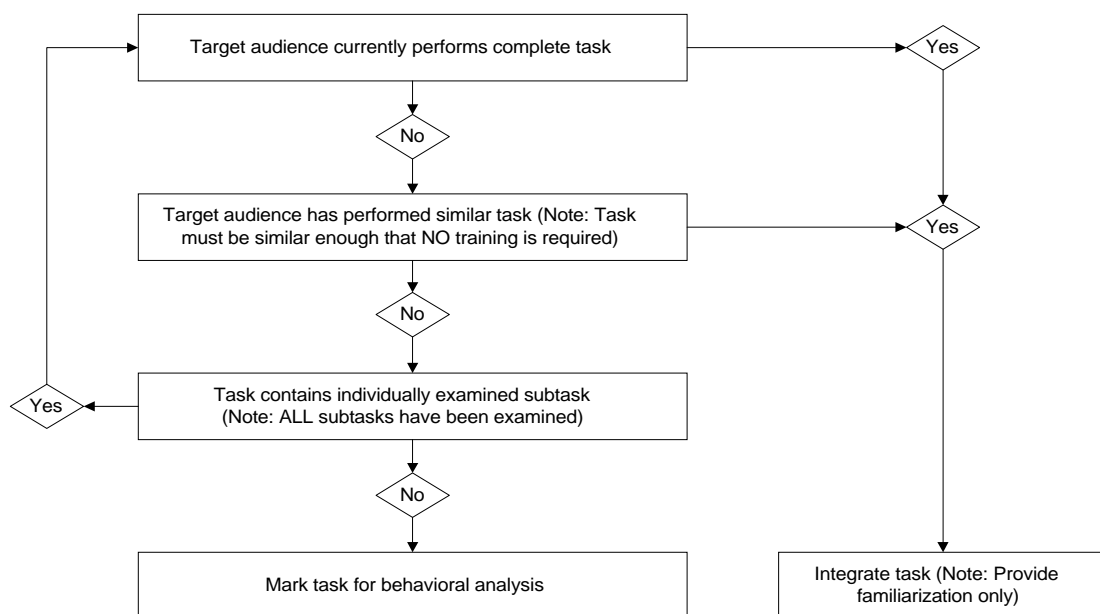 Target audience currently performs complete task
Yes
No
Target audience has performed similar task (Note: Task
must be similar enough that NO training is required)
Yes
No
Task contains individually examined subtask
(Note: ALL subtasks have been examined)
Yes
No
Mark task for behavioral analysis
Integrate task (Note: Provide
familiarization only)